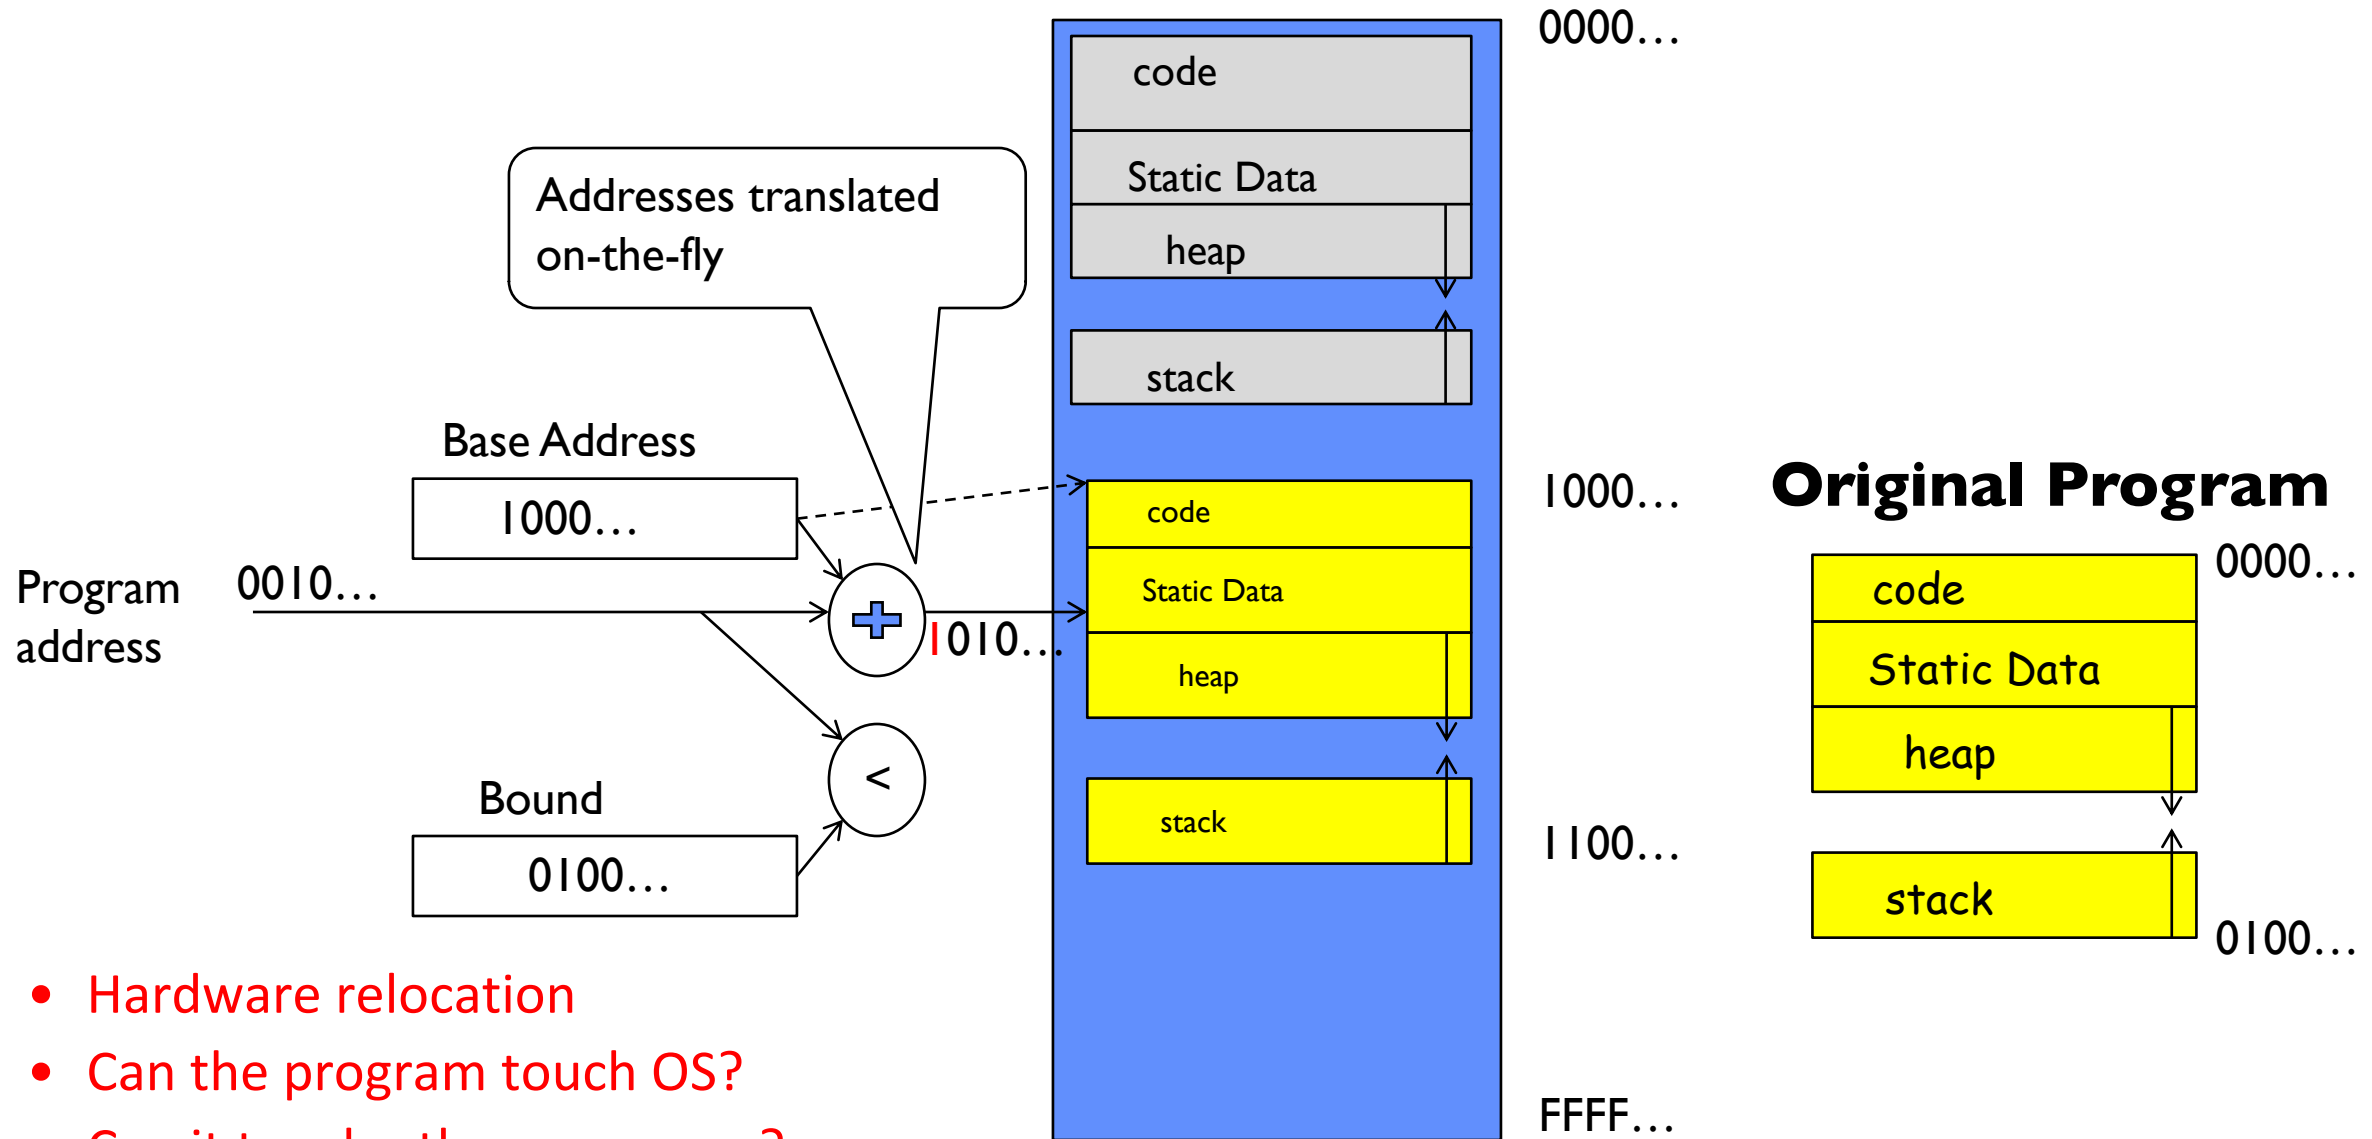 0000…
code
Static Data
heap
stack
Addresses translated
on-the-fly
Base Address
1000…
Program
address
0010…
1010…
Bound
0100…
<
code
Static Data
heap
stack
1000…
1100…
FFFF…
Original Program
code
Static Data
heap
stack
0000…
0100…
• Hardware relocation
• Can the program touch OS?